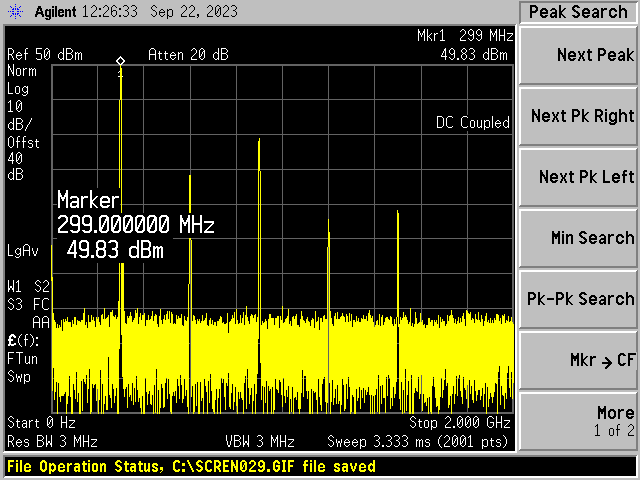 Agilent 12:26:33 Sep 22, 2023
Peak Search
Mkr1 299 MHz
Ref 50 dBm Atten 20 dB 49.83 dBm
Norm
Log
10
dB/
Offst
40
dB
1
DC Coupled
Marker
299.000000 MHz
49.83 dBm
LgAv
W1 S2
S3 FC
AA
£(f):
FTun
Swp
Start 0 Hz Stop 2.000 GHz
Res BW 3 MHz VBW 3 MHz Sweep 3.333 ms (2001 pts)
File Operation Status, C:\SCREN029.GIF file saved
Next Peak
Next Pk Right
Next Pk Left
Min Search
Pk-Pk Search
Mkr → CF
More
1 of 2